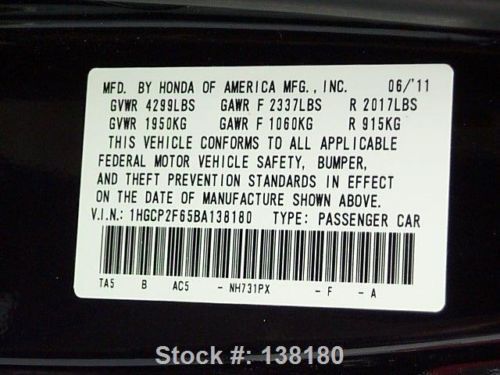 MFD. BY HONDA OF AMERICA MFG., INC. 06/'11
GVWR 4299LBS GAWR F 2337LBS R 2017LBS
GVWR 1950KG GAWR F 1060KG R 915KG
THIS VEHICLE CONFORMS TO ALL APPLICABLE
FEDERAL MOTOR VEHICLE SAFETY, BUMPER,
AND THEFT PREVENTION STANDARDS IN EFFECT
ON THE DATE OF MANUFACTURE SHOWN ABOVE.
V.I.N.: 1HGCP2F65BA138180 TYPE: PASSENGER CAR
TA5 B AC5 - NH731PX - F - A
Stock #: 138180